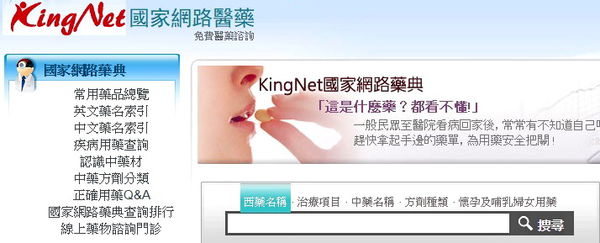 KingNet 國家網路醫藥
免費醫藥諮詢
國家網路藥典
常用藥品總覽
英文藥名索引
中文藥名索引
疾病用藥查詢
認識中藥材
中藥方劑分類
正確用藥Q&A
國家網路藥典查詢排行
線上藥物諮詢門診
KingNet國家網路藥典
「這是什麼藥？都看不懂!」
一般民眾至醫院看病回家後，常常有不知道自己
趕快拿起手邊的藥單，為用藥安全把關！
西藥名稱．治療項目．中藥名稱．方劑種類．懷孕及哺乳婦女用藥
搜尋